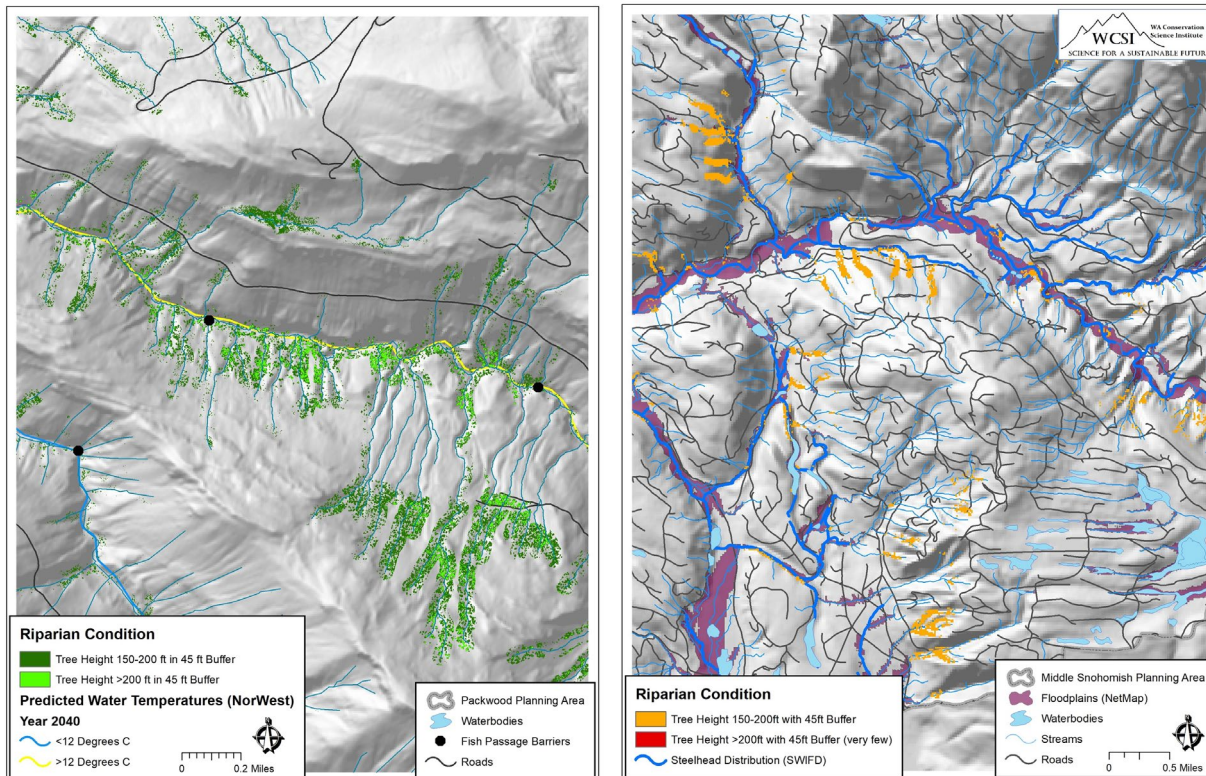 Riparian Condition
Tree Height 150-200 ft in 45 ft Buffer
Tree Height >200 ft in 45 ft Buffer
Predicted Water Temperatures (NorWest)
Year 2040
<12 Degrees C
>12 Degrees C
0 0.2 Miles
Packwood Planning Area
Waterbodies
Fish Passage Barriers
Roads
WCSI
WA Conservation
Science Institute
SCIENCE FOR A SUSTAINABLE FUTURE
Riparian Condition
Tree Height 150-200ft with 45ft Buffer
Tree Height >200ft with 45ft Buffer (very few)
Steelhead Distribution (SWIFD)
Middle Snohomish Planning Area
Floodplains (NetMap)
Waterbodies
Streams
Roads
0 0.5 Miles